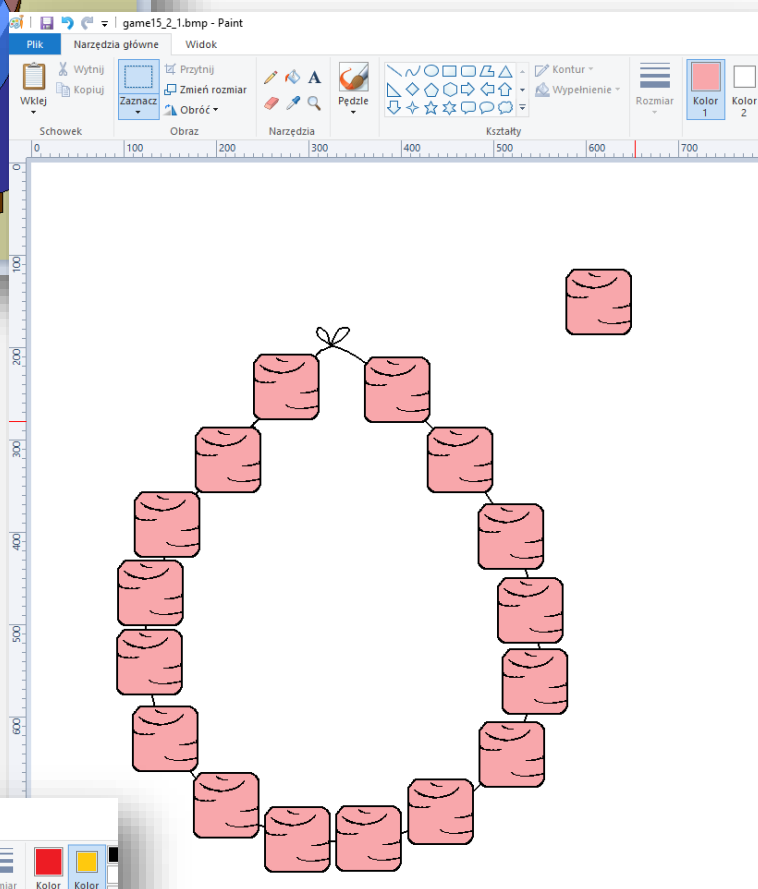 game15_2_1.bmp - Paint
Plik Narzędzia główne Widok
Wklej
Wytnij
Kopiuj
Schowek
Zaznacz
Przytnij
Zmień rozmiar
Obróć
Obraz
A
Narzędzia
Pędzle
Kształty
Kontur
Wypełnienie
Rozmiar
Kolor
1
Kolor
2
0 100 200 300 400 500 600 700
0
100
200
300
400
500
600
Kolor Kolor